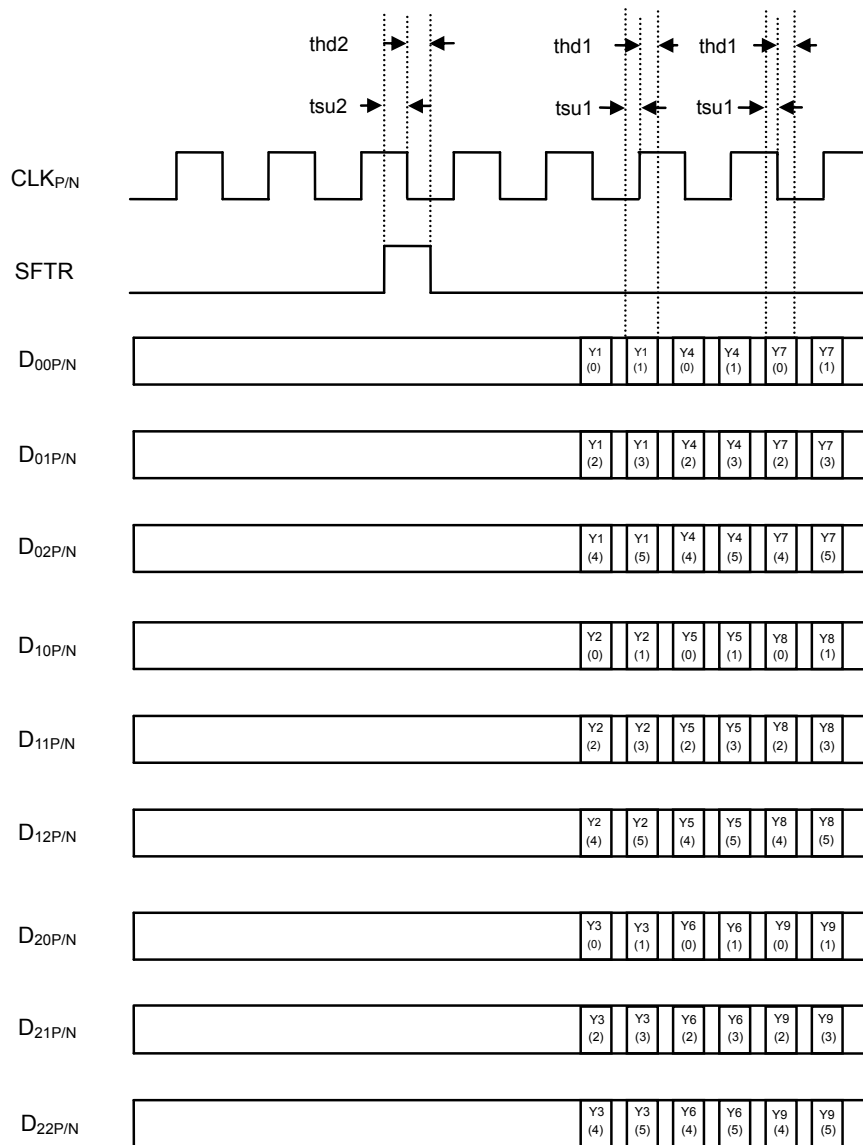 thd2 thd1 thd1
tsu2 tsu1 tsu1
CLKP/N
SFTR
D00P/N Y1 (0) Y1 (1) Y4 (0) Y4 (1) Y7 (0) Y7 (1)
D01P/N Y1 (2) Y1 (3) Y4 (2) Y4 (3) Y7 (2) Y7 (3)
D02P/N Y1 (4) Y1 (5) Y4 (4) Y4 (5) Y7 (4) Y7 (5)
D10P/N Y2 (0) Y2 (1) Y5 (0) Y5 (1) Y8 (0) Y8 (1)
D11P/N Y2 (2) Y2 (3) Y5 (2) Y5 (3) Y8 (2) Y8 (3)
D12P/N Y2 (4) Y2 (5) Y5 (4) Y5 (5) Y8 (4) Y8 (5)
D20P/N Y3 (0) Y3 (1) Y6 (0) Y6 (1) Y9 (0) Y9 (1)
D21P/N Y3 (2) Y3 (3) Y6 (2) Y6 (3) Y9 (2) Y9 (3)
D22P/N Y3 (4) Y3 (5) Y6 (4) Y6 (5) Y9 (4) Y9 (5)